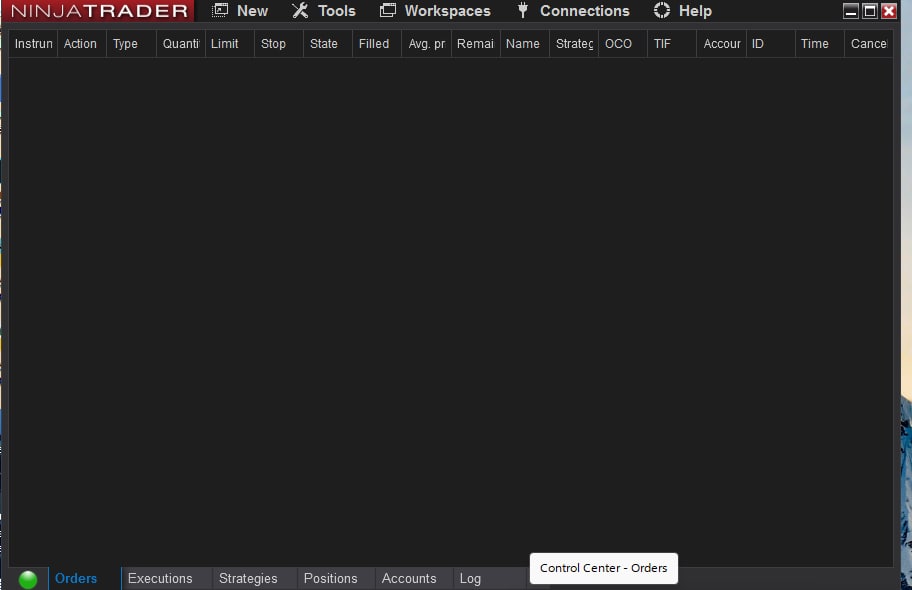 NINJATRADER New Tools Workspaces Connections Help
Instrun Action Type Quanti Limit Stop State Filled Avg. pr Remai Name Strateg OCO TIF Accour ID Time Cancel
Orders Executions Strategies Positions Accounts Log
Control Center - Orders